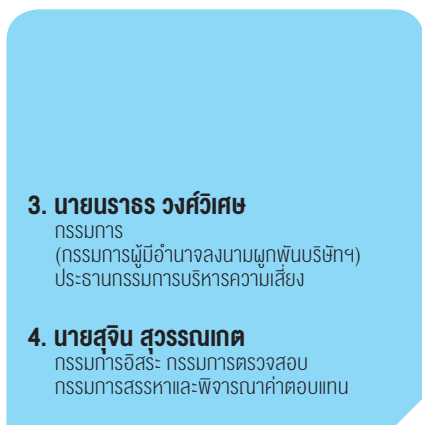 3. นายนราธร วงศ์วิเศษ
กรรมการ
(กรรมการผู้มีอำนาจลงนามผูกพันบริษัทฯ)
ประธานกรรมการบริหารความเสี่ยง
4. นายสุจิน สุวรรณเกต
กรรมการอิสระ กรรมการตรวจสอบ
กรรมการสรรหาและพิจารณาค่าตอบแทน